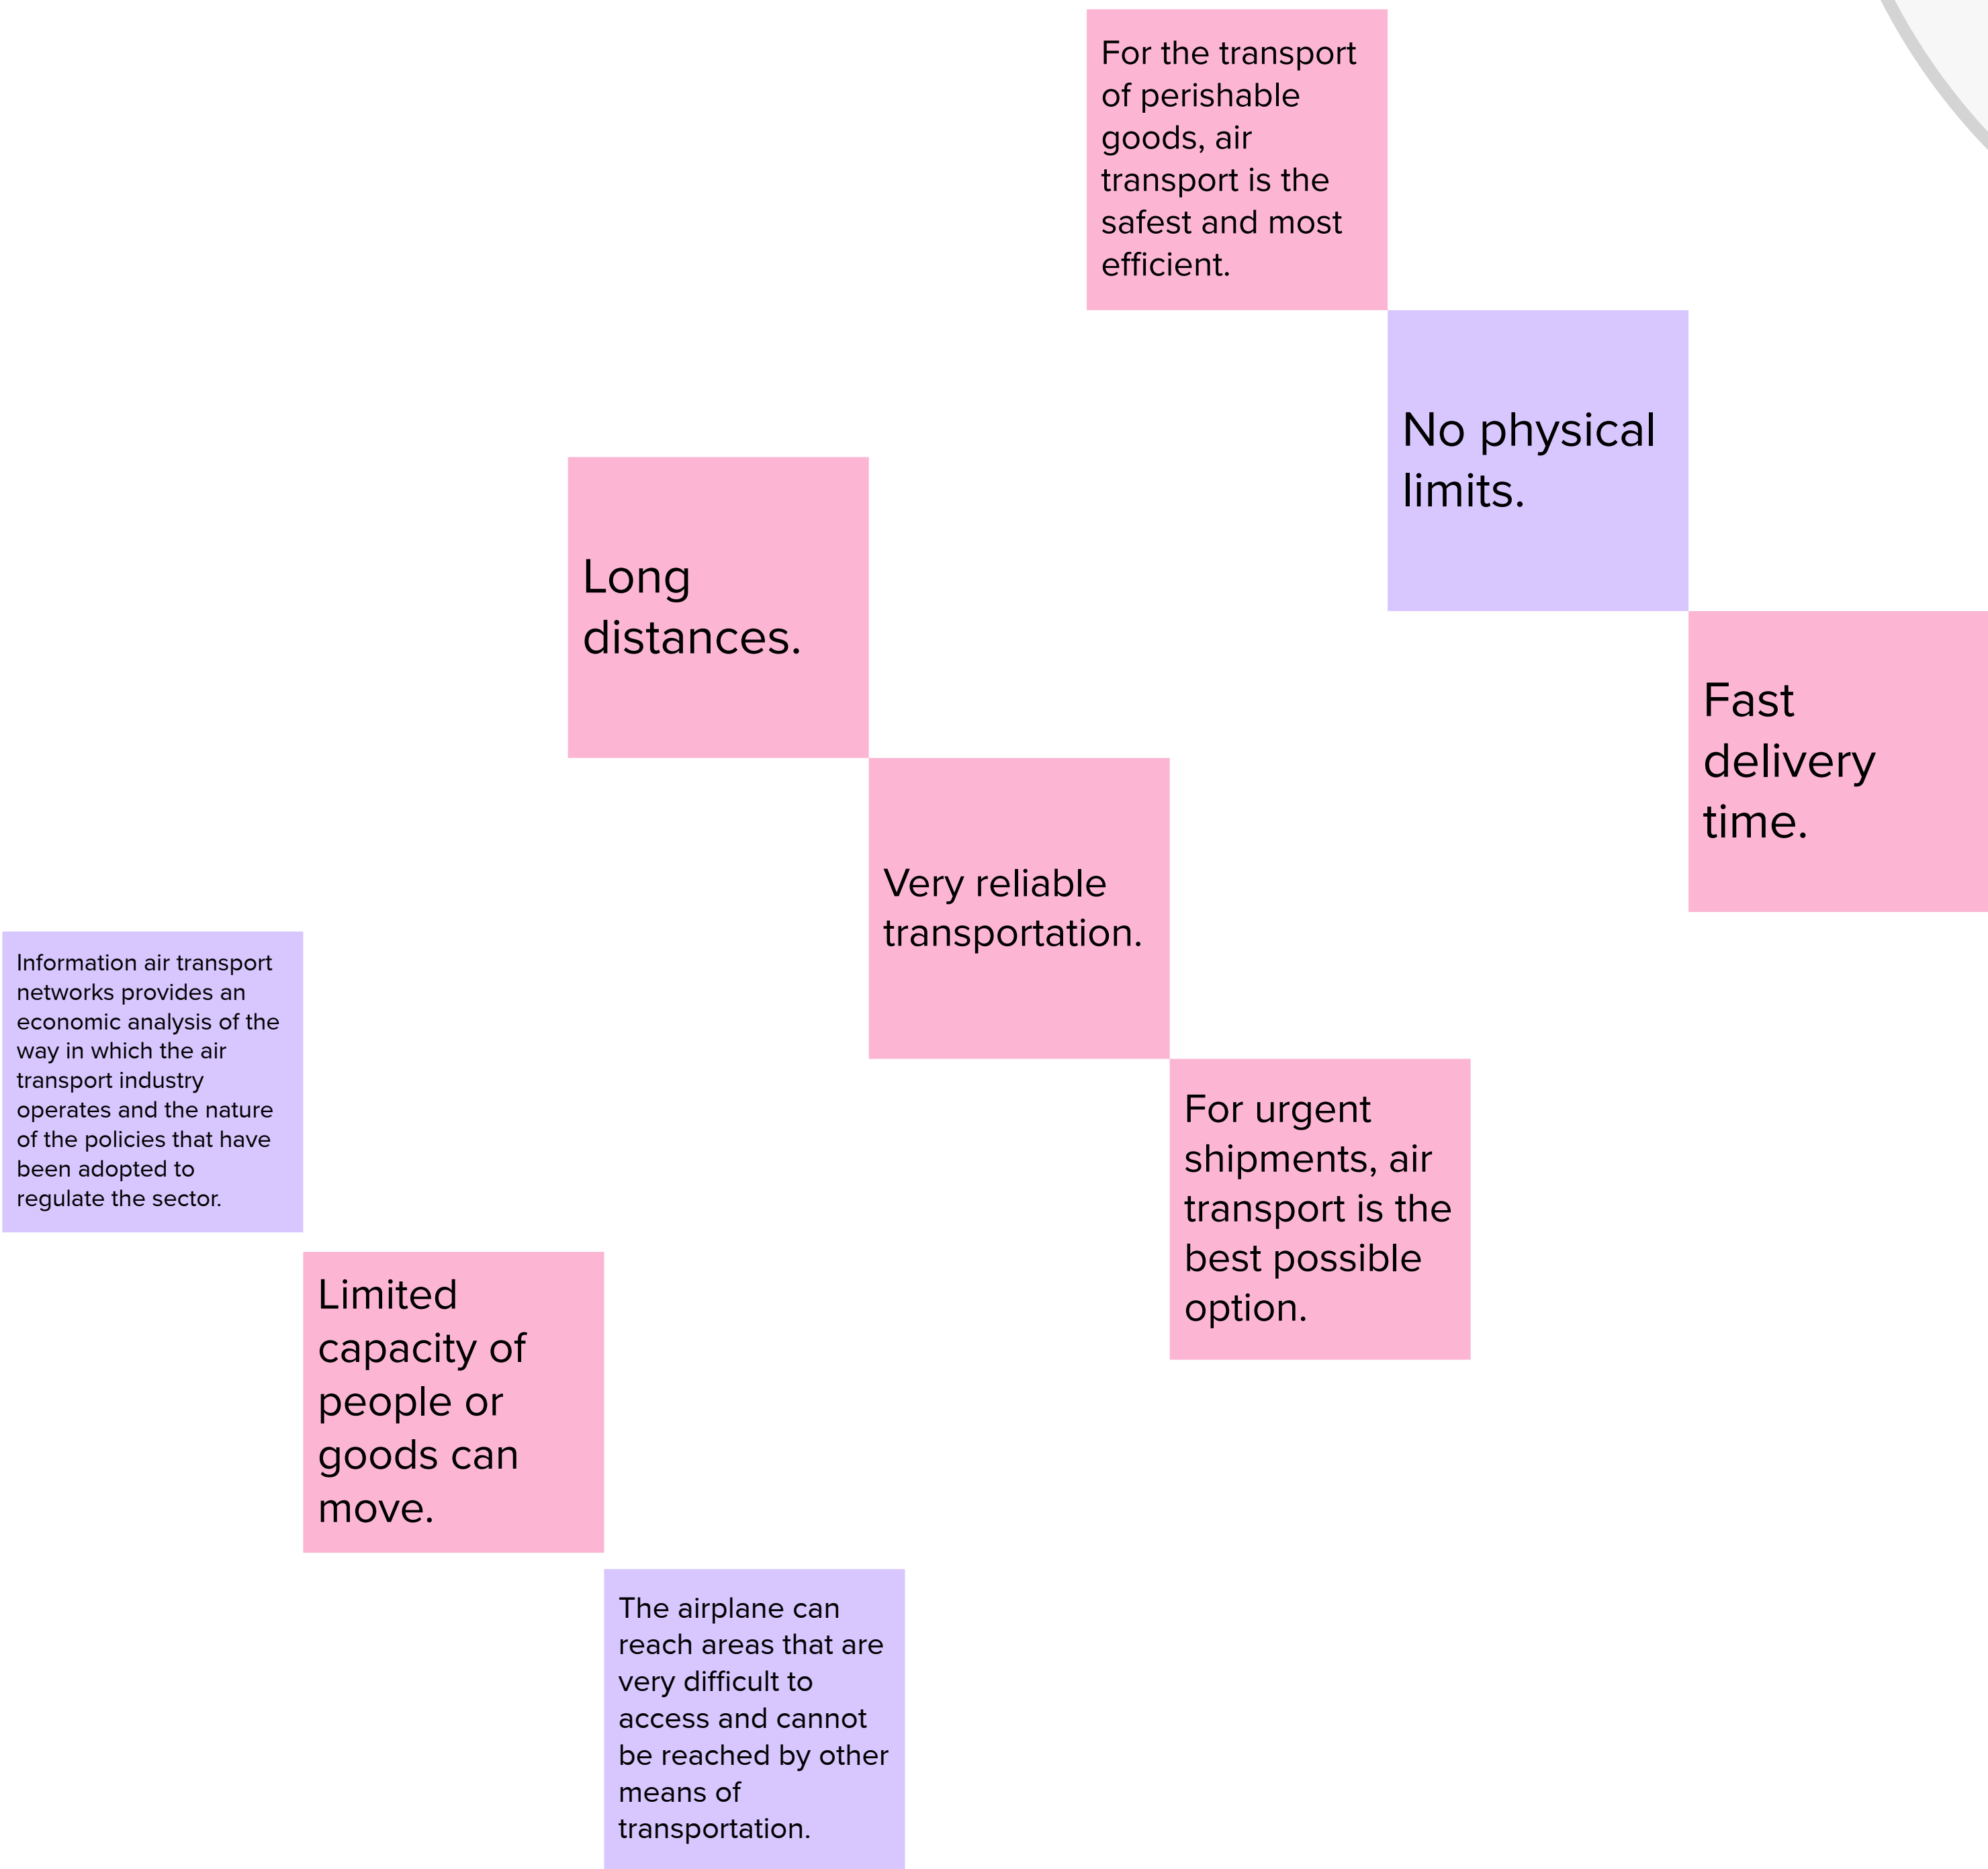 For the transport
of perishable
goods, air
transport is the
safest and most
efficient.
No physical
limits.
Fast
delivery
time.
Long
distances.
Very reliable
transportation.
For urgent
shipments, air
transport is the
best possible
option.
Information air transport
networks provides an
economic analysis of the
way in which the air
transport industry
operates and the nature
of the policies that have
been adopted to
regulate the sector.
Limited
capacity of
people or
goods can
move.
The airplane can
reach areas that are
very difficult to
access and cannot
be reached by other
means of
transportation.